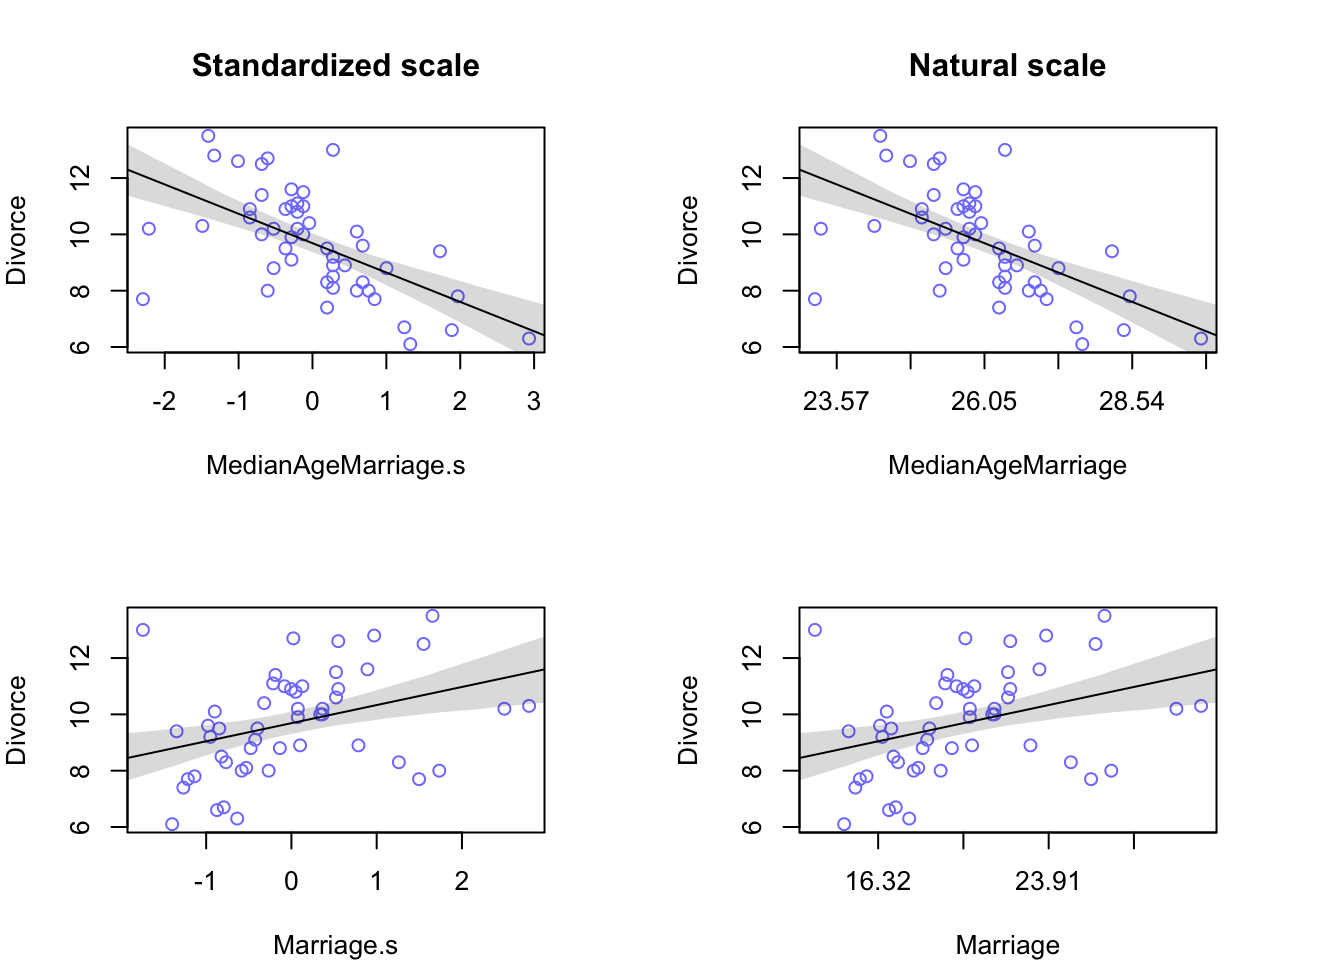 Standardized scale
Divorce
12
10
8
6
-2 -1 0 1 2 3
MedianAgeMarriage.s
Natural scale
Divorce
12
10
8
6
23.57 26.05 28.54
MedianAgeMarriage
Divorce
12
10
8
6
-1 0 1 2
Marriage.s
Divorce
12
10
8
6
16.32 23.91
Marriage